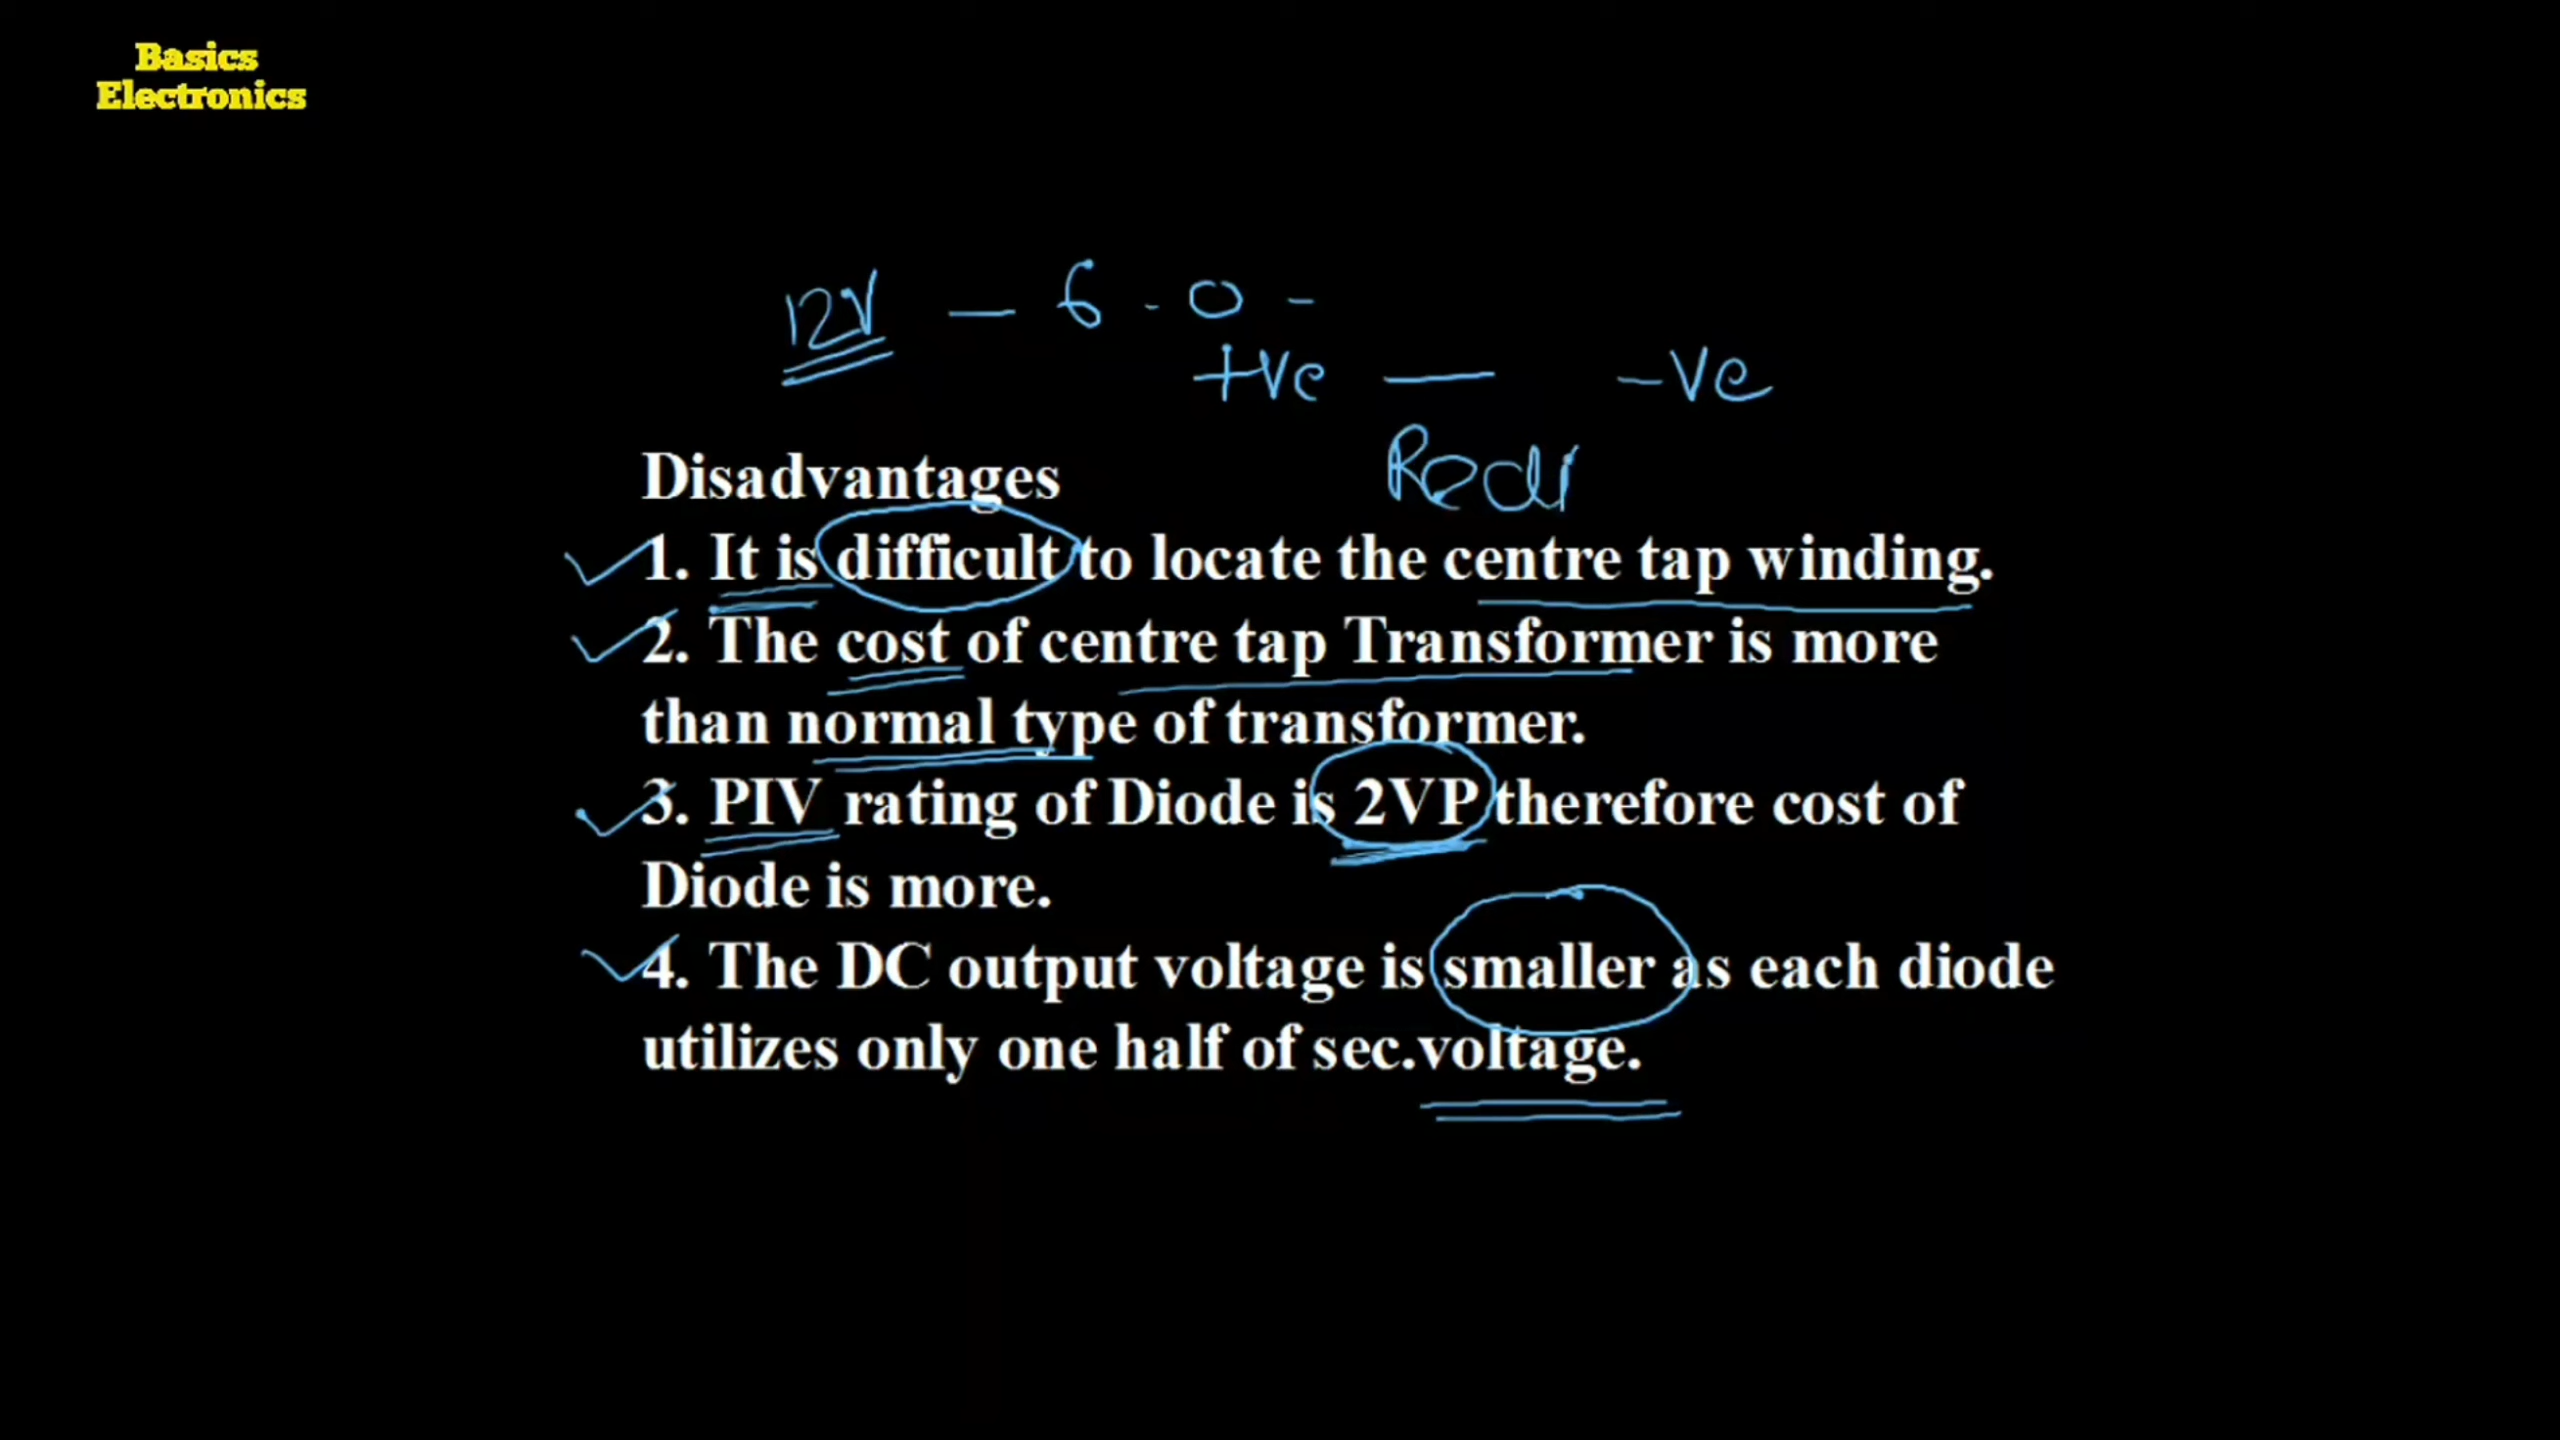 Basics
Electronics
12V — 6 - 0 -
+ve — -ve
Disadvantages
1. It is difficult to locate the centre tap winding.
2. The cost of centre tap Transformer is more
than normal type of transformer.
3. PIV rating of Diode is 2VP therefore cost of
Diode is more.
4. The DC output voltage is smaller as each diode
utilizes only one half of sec.voltage.